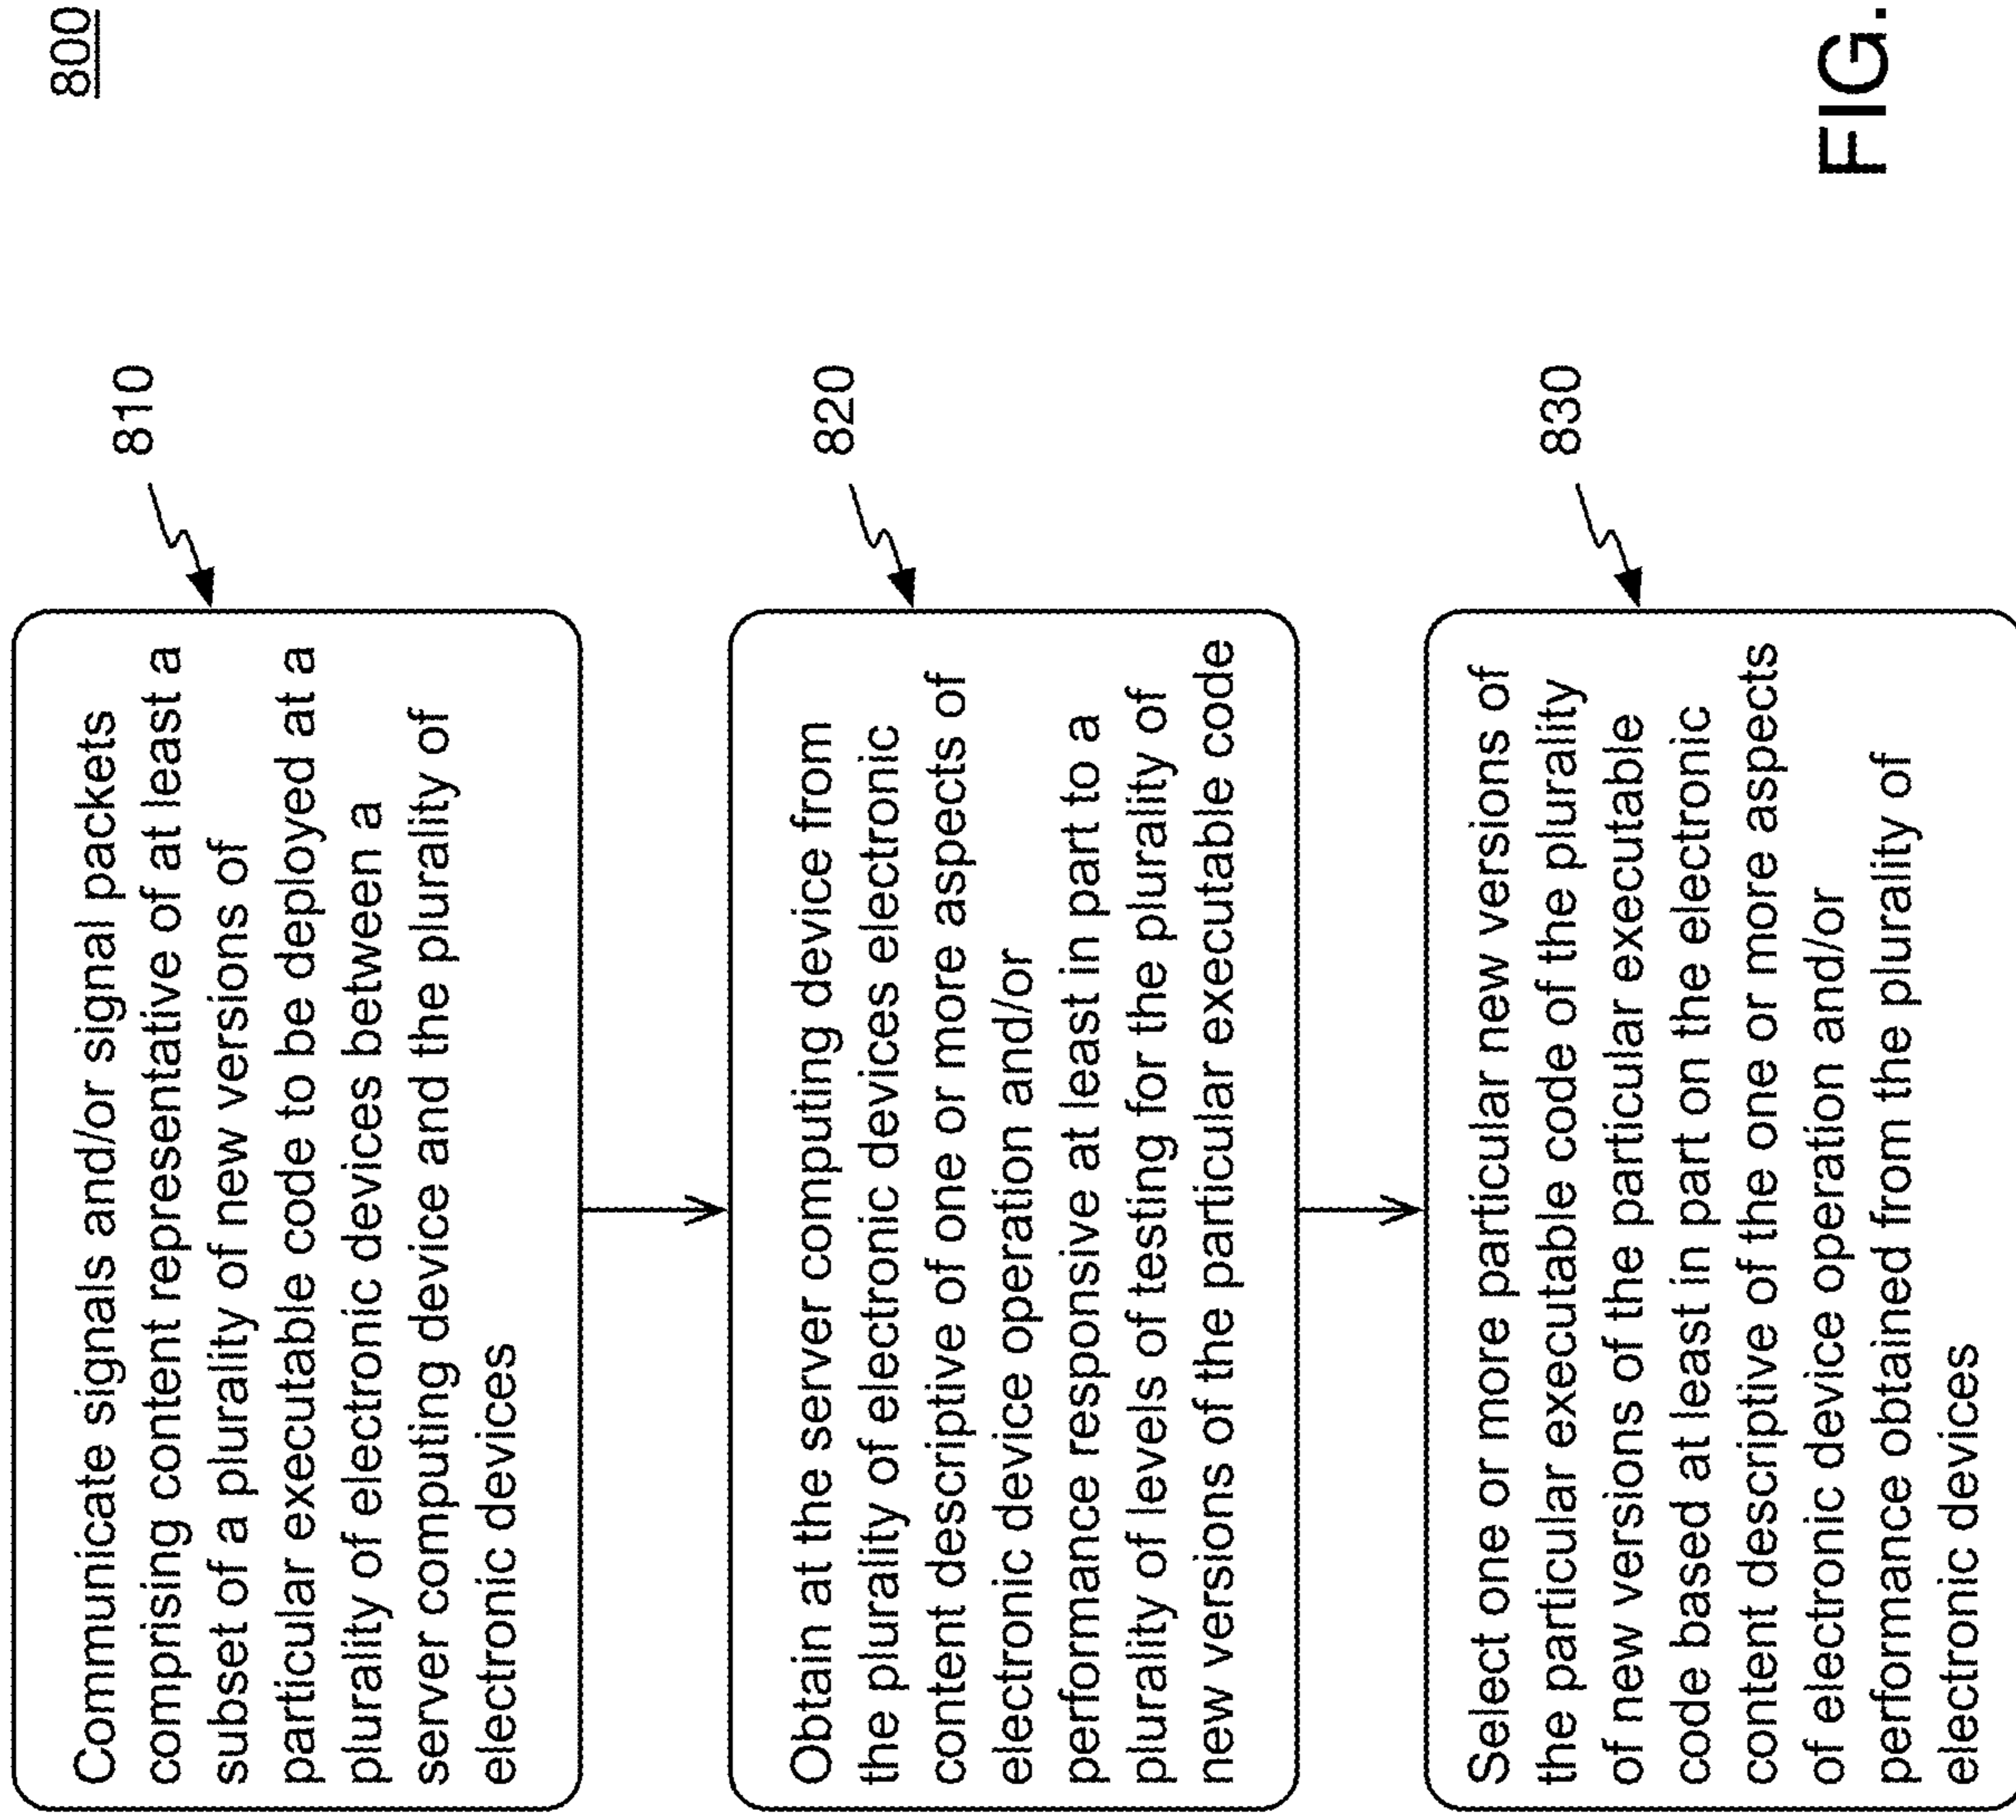 800
Communicate signals and/or signal packets
comprising content representative of at least a
subset of a plurality of new versions of
particular executable code to be deployed at a
plurality of electronic devices between a
server computing device and the plurality of
electronic devices
810
Obtain at the server computing device from
the plurality of electronic devices electronic
content descriptive of one or more aspects of
electronic device operation and/or
performance responsive at least in part to a
plurality of levels of testing for the plurality of
new versions of the particular executable code
820
Select one or more particular new versions of
the particular executable code of the plurality
of new versions of the particular executable
code based at least in part on the electronic
content descriptive of the one or more aspects
of electronic device operation and/or
performance obtained from the plurality of
electronic devices
830
FIG.